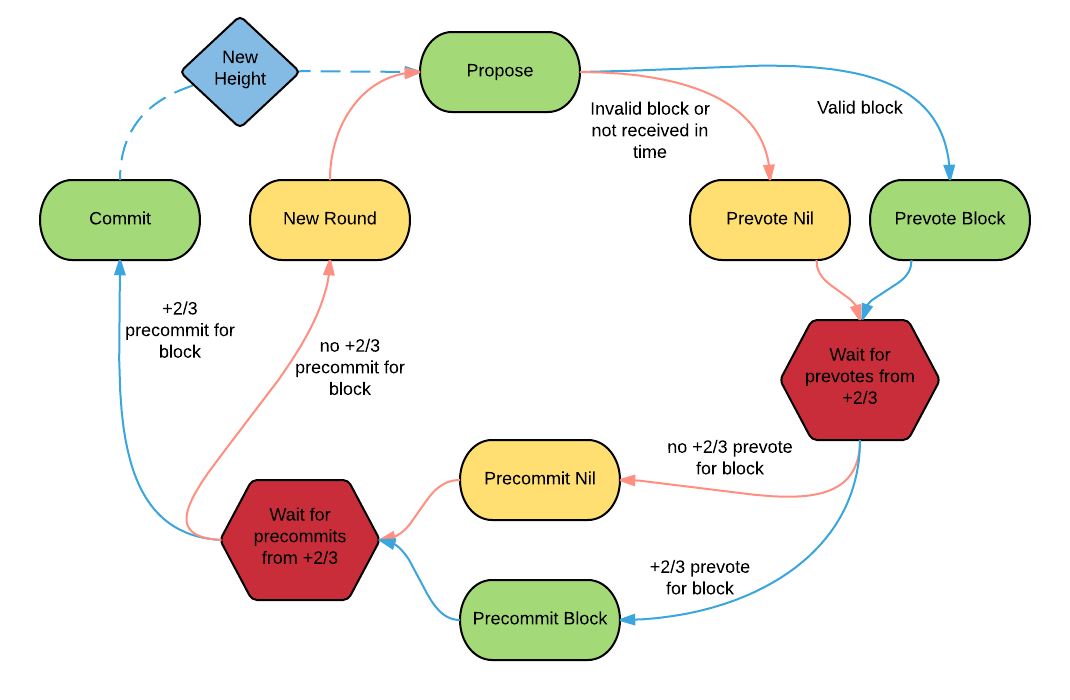 New
Height
Propose
Invalid block or
not received in
time
Valid block
Commit
New Round
Prevote Nil
Prevote Block
+2/3
precommit for
block
no +2/3
precommit for
block
Wait for
prevotes from
+2/3
no +2/3 prevote
for block
Precommit Nil
Wait for
precommits
from +2/3
+2/3 prevote
for block
Precommit Block